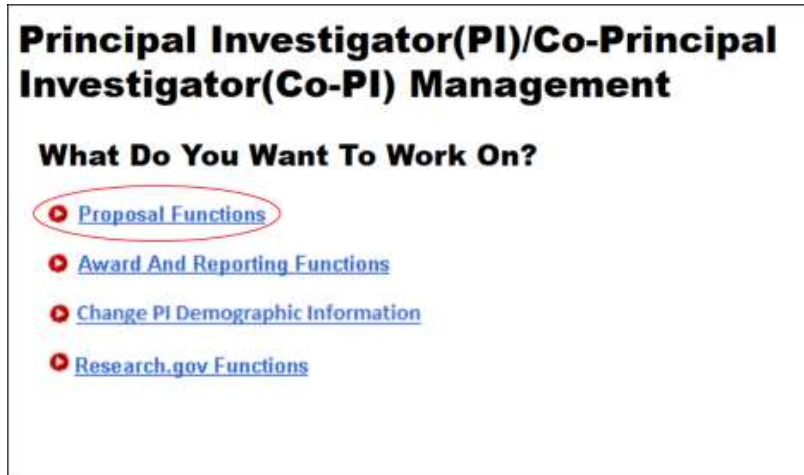 Principal Investigator(PI)/Co-Principal
Investigator(Co-PI) Management
What Do You Want To Work On?
Proposal Functions
Award And Reporting Functions
Change PI Demographic Information
Research.gov Functions